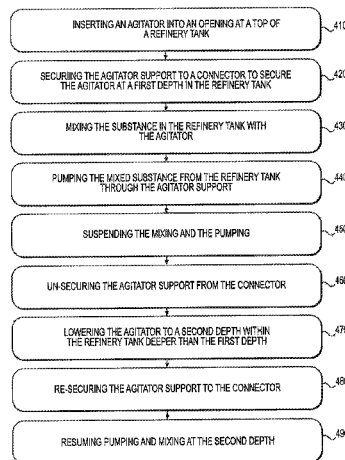 INSERTING AN AGITATOR INTO AN OPENING AT A TOP OF
A REFINERY TANK
410
SECURING THE AGITATOR SUPPORT TO A CONNECTOR TO SECURE
THE AGITATOR AT A FIRST DEPTH IN THE REFINERY TANK
420
MIXING THE SUBSTANCE IN THE REFINERY TANK WITH
THE AGITATOR
430
PUMPING THE MIXED SUBSTANCE FROM THE REFINERY TANK
THROUGH THE AGITATOR SUPPORT
440
SUSPENDING THE MIXING AND THE PUMPING
450
UN-SECURING THE AGITATOR SUPPORT FROM THE CONNECTOR
460
LOWERING THE AGITATOR TO A SECOND DEPTH WITHIN
THE REFINERY TANK DEEPER THAN THE FIRST DEPTH
470
RE-SECURING THE AGITATOR SUPPORT TO THE CONNECTOR
480
RESUMING PUMPING AND MIXING AT THE SECOND DEPTH
490